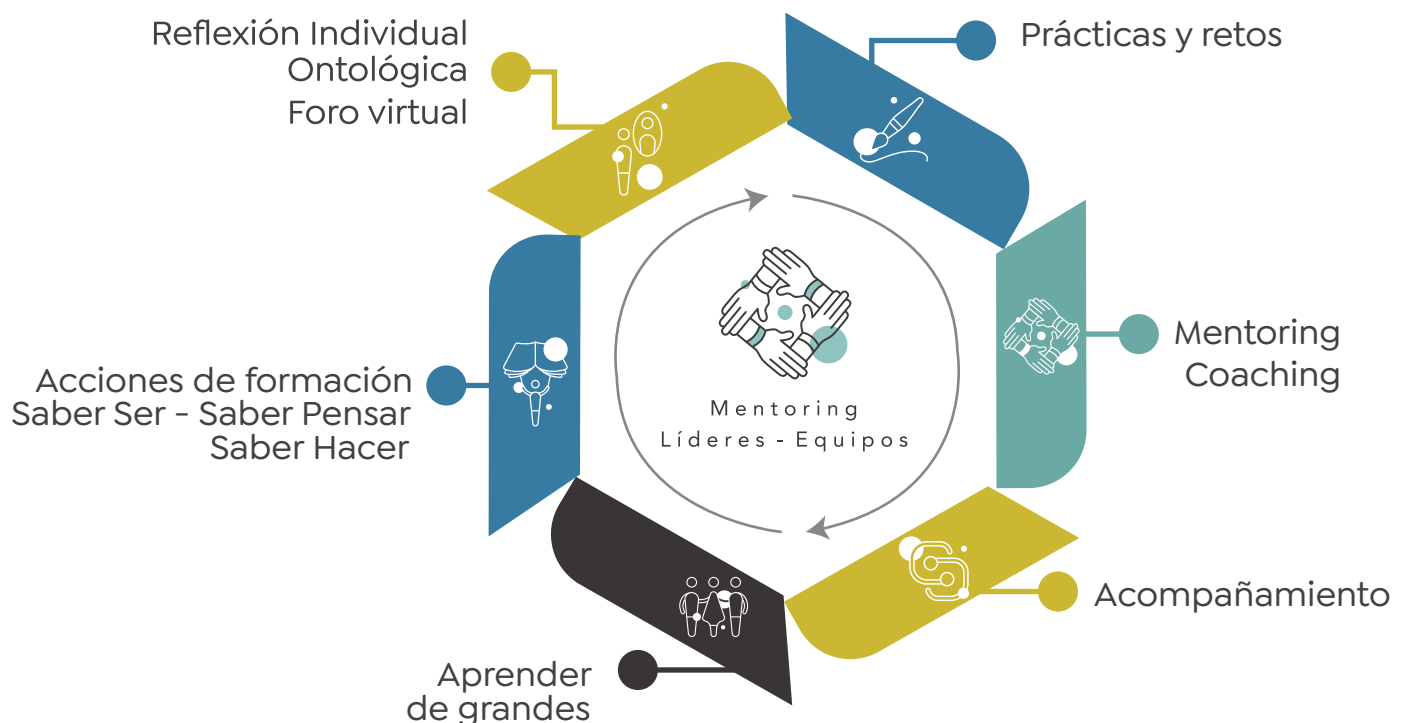 Reflexión Individual
Ontológica
Foro virtual
Prácticas y retos
Mentoring
Coaching
Acompañamiento
Aprender
de grandes
Acciones de formación
Saber Ser - Saber Pensar
Saber Hacer
Mentoring
Líderes - Equipos